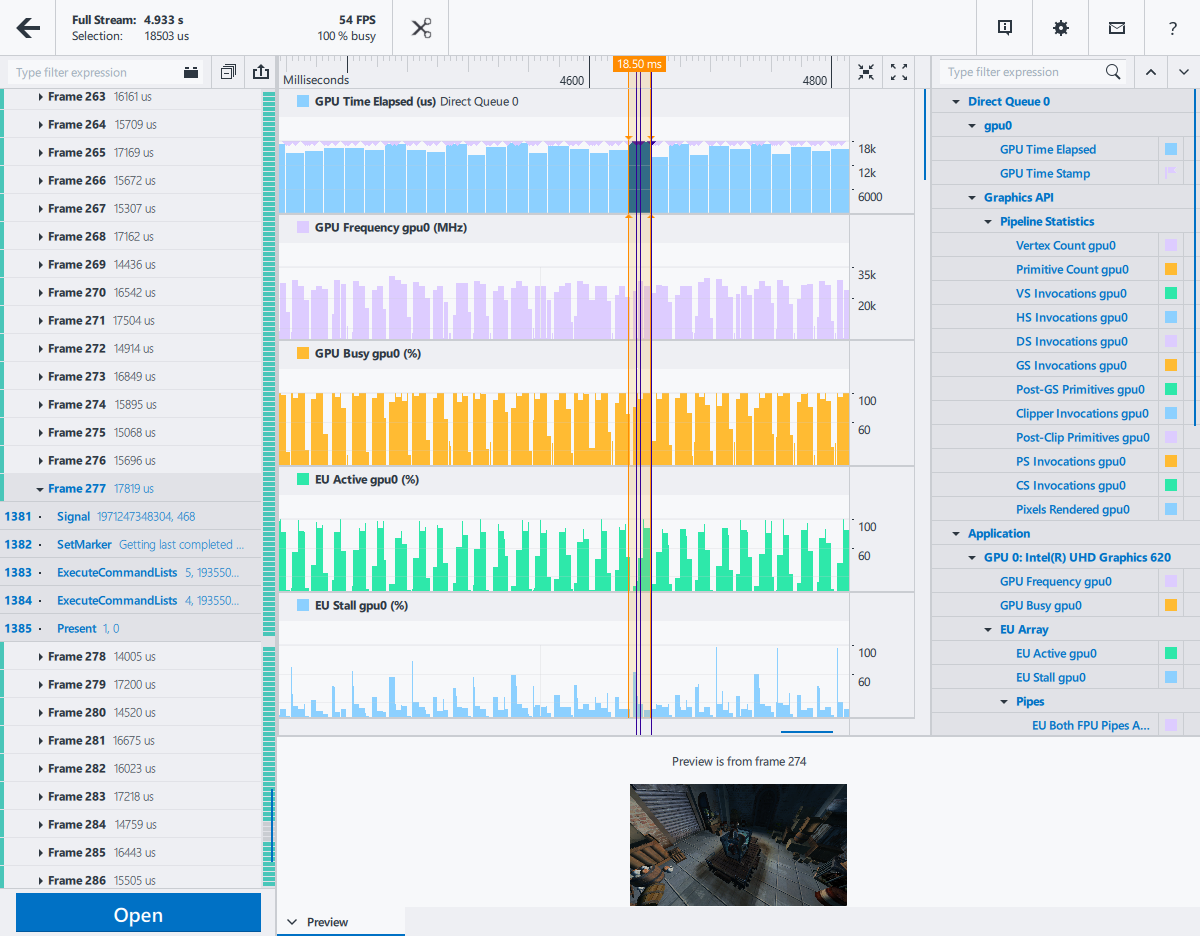 Full Stream: 4.933 s
54 FPS
Selection: 18503 us
100 % busy
?
Type filter expression
Frame 263 16161 us
Frame 264 15709 us
Frame 265 17169 us
Frame 266 15672 us
Frame 267 15307 us
Frame 268 17162 us
Frame 269 14436 us
Frame 270 16542 us
Frame 271 17504 us
Frame 272 14914 us
Frame 273 16849 us
Frame 274 15895 us
Frame 275 15068 us
Frame 276 15696 us
Frame 277 17819 us
1381 · Signal 1971247348304, 468
1382 · SetMarker Getting last completed ...
1383 · ExecuteCommandLists 5, 193550...
1384 · ExecuteCommandLists 4, 193550...
1385 · Present 1, 0
Frame 278 14005 us
Frame 279 17200 us
Frame 280 14520 us
Frame 281 16675 us
Frame 282 16023 us
Frame 283 17218 us
Frame 284 14759 us
Frame 285 16443 us
Frame 286 15505 us
Open
18.50 ms
Milliseconds 4600 4800
GPU Time Elapsed (us) Direct Queue 0
18k
12k
6000
GPU Frequency gpu0 (MHz)
35k
20k
GPU Busy gpu0 (%)
100
60
EU Active gpu0 (%)
100
60
EU Stall gpu0 (%)
100
60
Preview is from frame 274
Preview
Type filter expression
Direct Queue 0
gpu0
GPU Time Elapsed
GPU Time Stamp
Graphics API
Pipeline Statistics
Vertex Count gpu0
Primitive Count gpu0
VS Invocations gpu0
HS Invocations gpu0
DS Invocations gpu0
GS Invocations gpu0
Post-GS Primitives gpu0
Clipper Invocations gpu0
Post-Clip Primitives gpu0
PS Invocations gpu0
CS Invocations gpu0
Pixels Rendered gpu0
Application
GPU 0: Intel(R) UHD Graphics 620
GPU Frequency gpu0
GPU Busy gpu0
EU Array
EU Active gpu0
EU Stall gpu0
Pipes
EU Both FPU Pipes A...